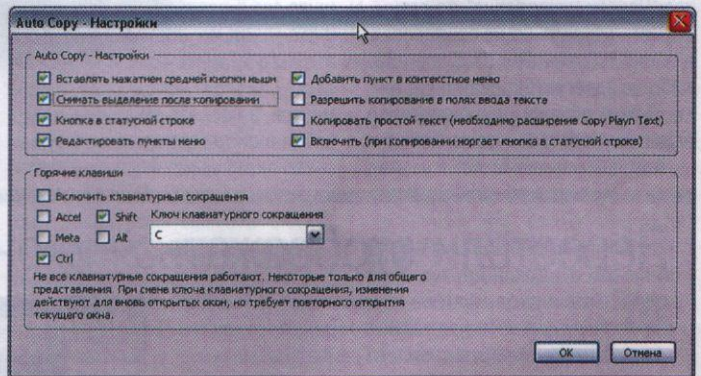 Auto Copy - Настройки
Auto Copy - Настройки
Вставлять нажатием средней кнопки мыши
Добавить пункт в контекстное меню
Снимать выделение после копировании
Разрешить копирование в полях ввода тексте
Кнопка в статусной строке
Копировать простой текст (необходимо расширение Copy Playn Text)
Редактировать пункты меню
Включить (при копировании моргает кнопка в статусной строке)
Горячие клавиши
Включить клавиатурные сокращения
Accel
Shift
Ключ клавиатурного сокращения
Meta
Alt
C
Ctrl
Не все клавиатурные сокращения работают. Некоторые только для общего
представления. При смене ключа клавиатурного сокращения, изменения
действуют для вновь открытых окон, но требует повторного открытия
текущего окна.
OK
Отмена